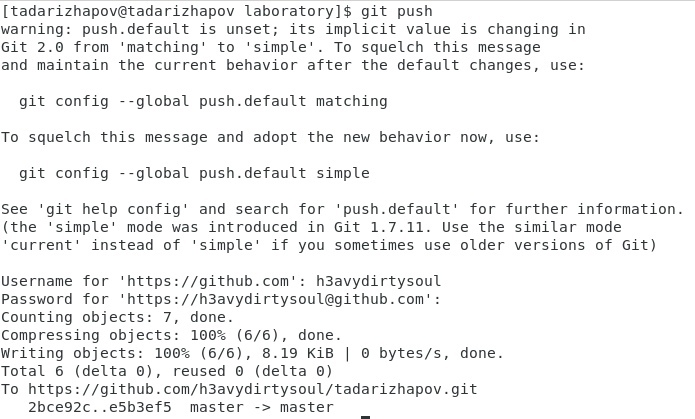 [tadarizhapov@tadarizhapov laboratory]$ git push
warning: push.default is unset; its implicit value is changing in
Git 2.0 from 'matching' to 'simple'. To squelch this message
and maintain the current behavior after the default changes, use:
git config --global push.default matching
To squelch this message and adopt the new behavior now, use:
git config --global push.default simple
See 'git help config' and search for 'push.default' for further information.
(the 'simple' mode was introduced in Git 1.7.11. Use the similar mode
'current' instead of 'simple' if you sometimes use older versions of Git)
Username for 'https://github.com': h3avydirtysoul
Password for 'https://h3avydirtysoul@github.com':
Counting objects: 7, done.
Compressing objects: 100% (6/6), done.
Writing objects: 100% (6/6), 8.19 KiB | 0 bytes/s, done.
Total 6 (delta 0), reused 0 (delta 0)
To https://github.com/h3avydirtysoul/tadarizhapov.git
2bce92c..e5b3ef5  master -> master